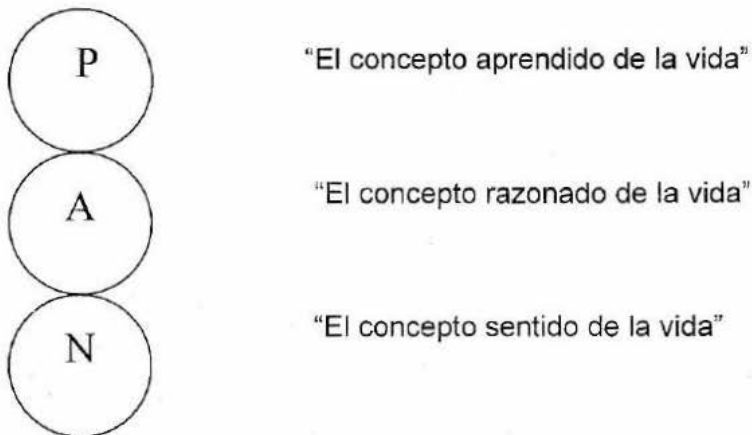 P “El concepto aprendido de la vida”
A “El concepto razonado de la vida”
N “El concepto sentido de la vida”